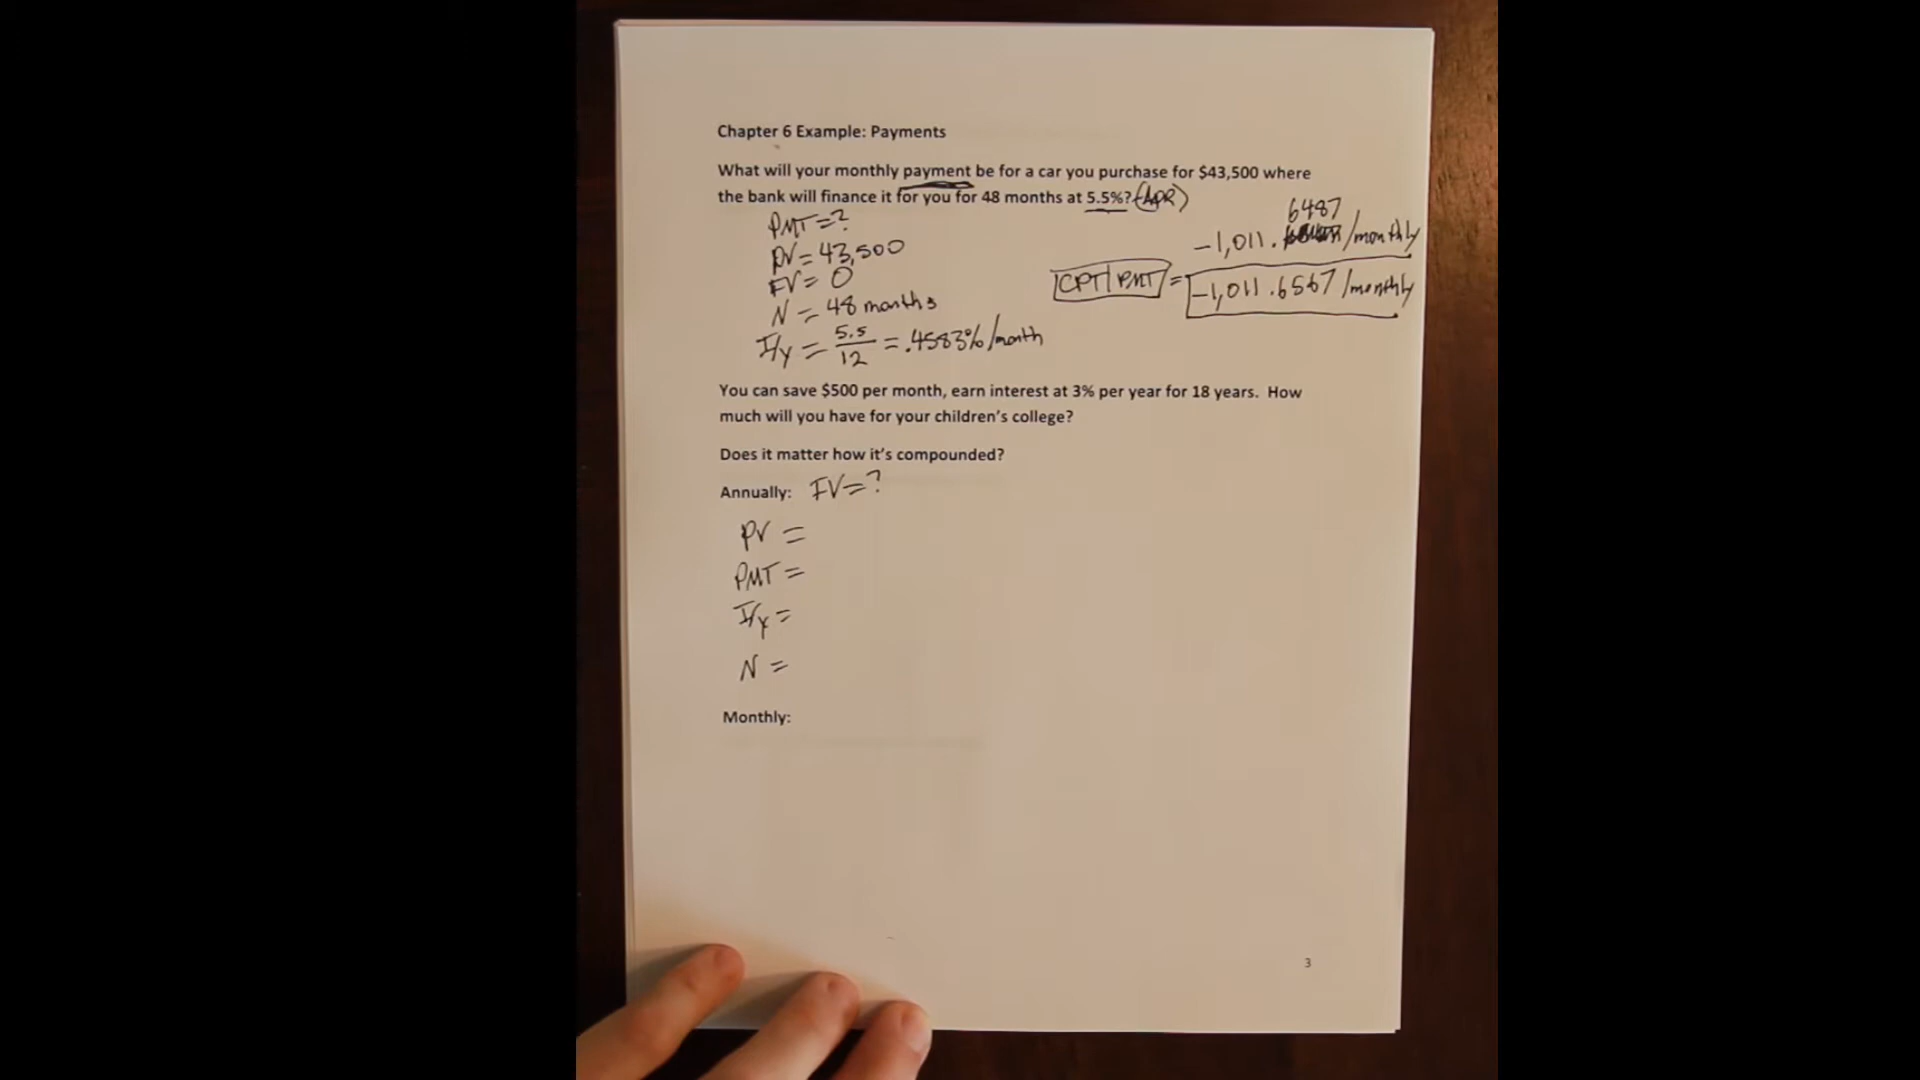 Chapter 6 Example: Payments
What will your monthly payment be for a car you purchase for $43,500 where
the bank will finance it for you for 48 months at 5.5%? (APR)
PMT = ?
PV = 43,500
FV = 0
N = 48 months
I/Y = 5.5/12 = .4583%/month
6487
-1,011. /monthly
CPT PMT = -1,011.6567/monthly
You can save $500 per month, earn interest at 3% per year for 18 years. How
much will you have for your children's college?
Does it matter how it's compounded?
Annually: FV = ?
PV =
PMT =
I/Y =
N =
Monthly:
3